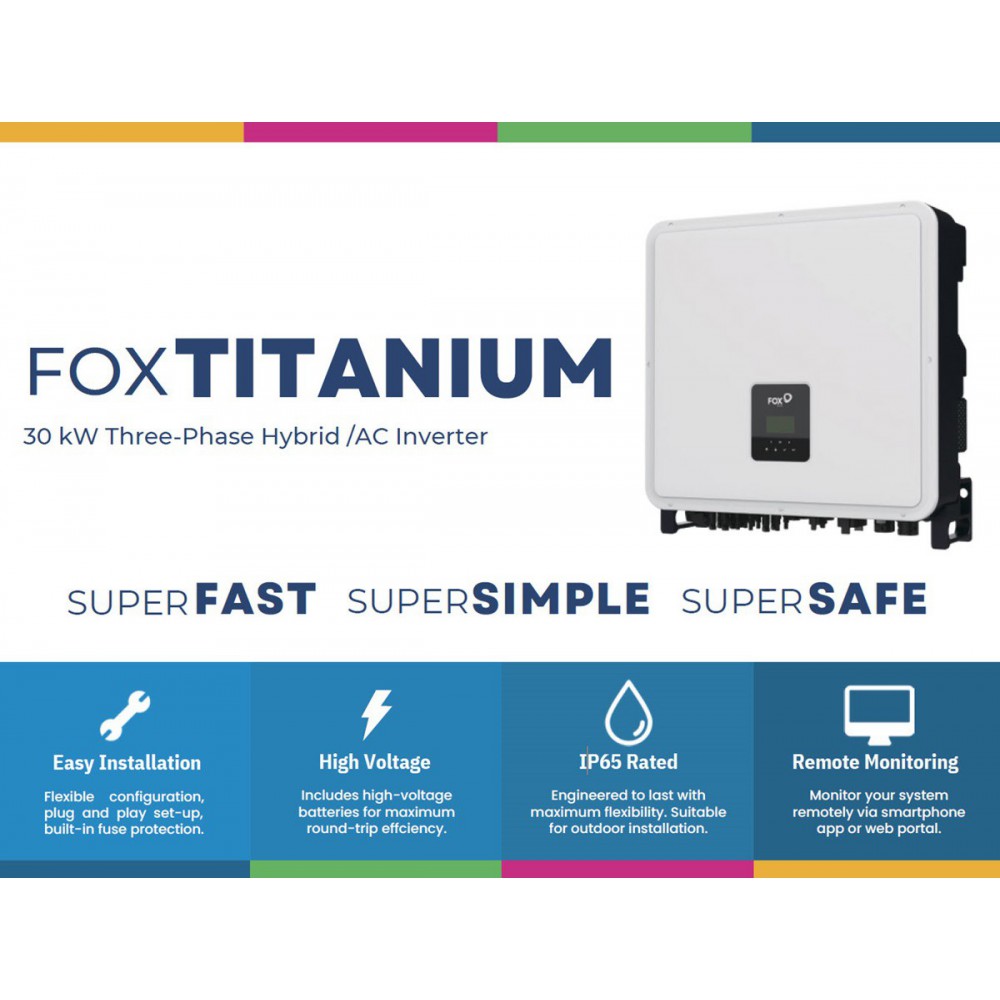 FOXTITANIUM
30 kW Three-Phase Hybrid /AC Inverter
FOX
SUPERFAST SUPERSIMPLE SUPERSAFE
Easy Installation
Flexible configuration,
plug and play set-up,
built-in fuse protection.
High Voltage
Includes high-voltage
batteries for maximum
round-trip effciency.
IP65 Rated
Engineered to last with
maximum flexibility. Suitable
for outdoor installation.
Remote Monitoring
Monitor your system
remotely via smartphone
app or web portal.